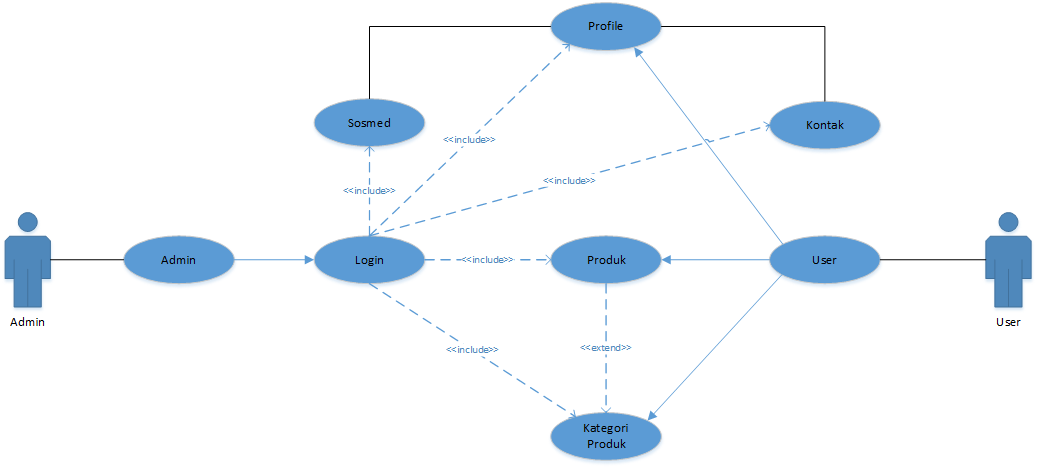 Profile
Sosmed
Kontak
<<include>>
<<include>>
<<include>>
Admin
Login
<<include>>
Produk
User
Admin
User
<<include>>
<<extend>>
Kategori
Produk